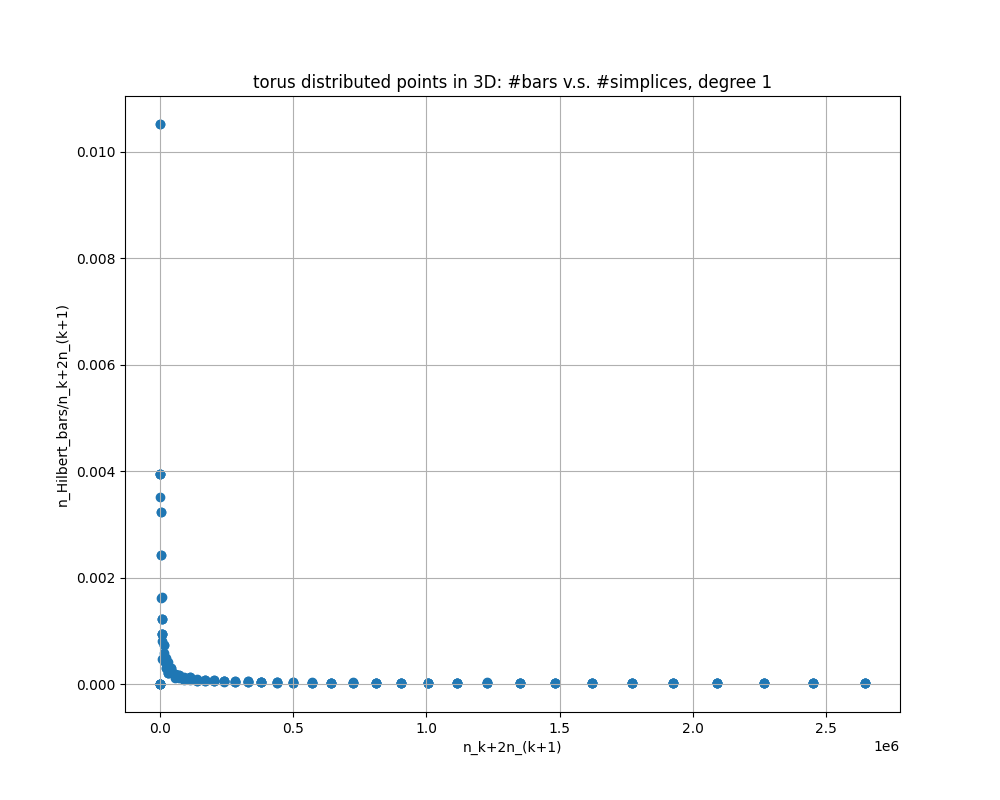 torus distributed points in 3D: #bars v.s. #simplices, degree 1
n_Hilbert_bars/n_k+2n_(k+1)
0.010
0.008
0.006
0.004
0.002
0.000
0.0 0.5 1.0 1.5 2.0 2.5
1e6
n_k+2n_(k+1)